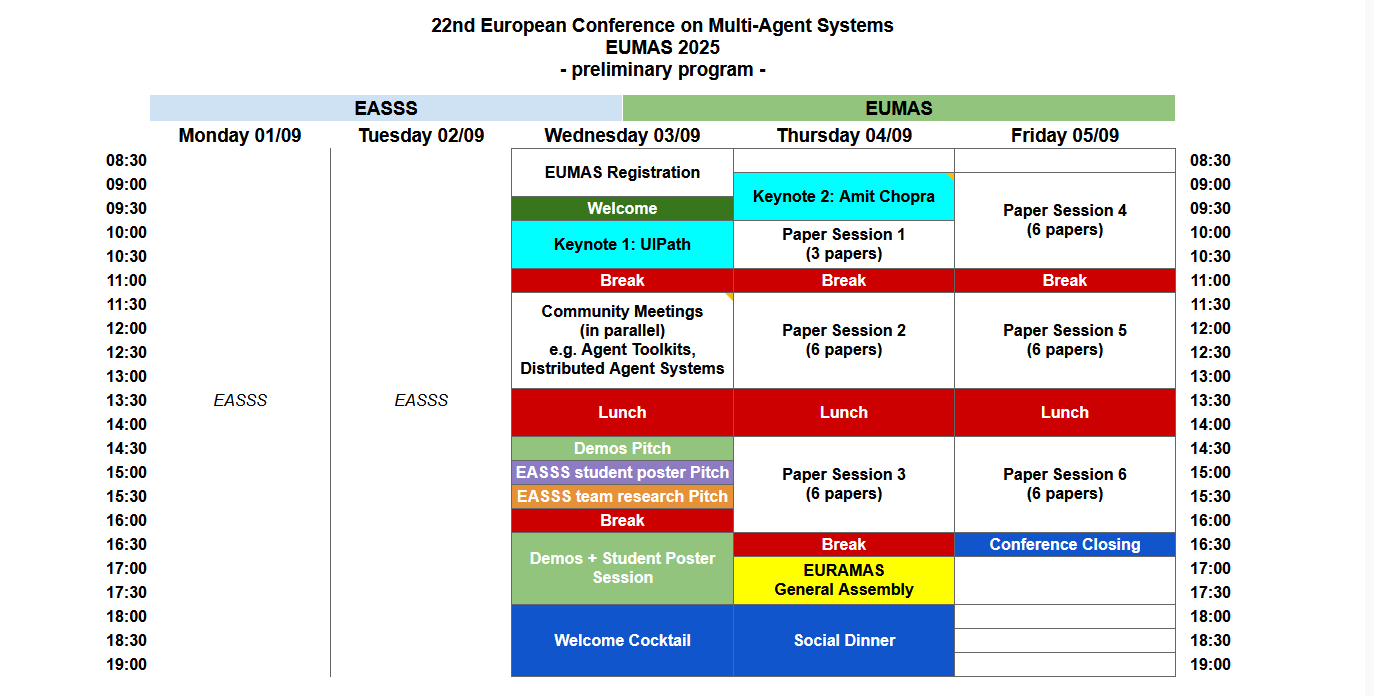 22nd European Conference on Multi-Agent Systems
EUMAS 2025
- preliminary program -
EASSS EUMAS
Monday 01/09 Tuesday 02/09 Wednesday 03/09 Thursday 04/09 Friday 05/09
08:30 08:30
EUMAS Registration
09:00 09:00
Keynote 2: Amit Chopra
09:30 Welcome 09:30
Paper Session 4
(6 papers)
10:00 Paper Session 1 10:00
Keynote 1: UIPath
(3 papers)
10:30 10:30
11:00 Break Break Break 11:00
11:30 11:30
Community Meetings
(in parallel)
e.g. Agent Toolkits,
Distributed Agent Systems
12:00 Paper Session 2 Paper Session 5 12:00
(6 papers) (6 papers)
12:30 12:30
13:00 13:00
13:30 EASSS EASSS 13:30
Lunch Lunch Lunch
14:00 14:00
14:30 Demos Pitch 14:30
15:00 EASSS student poster Pitch Paper Session 3 Paper Session 6 15:00
(6 papers) (6 papers)
15:30 EASSS team research Pitch 15:30
16:00 Break 16:00
16:30 Break Conference Closing 16:30
Demos + Student Poster
Session
17:00 EURAMAS 17:00
General Assembly
17:30 17:30
18:00 18:00
18:30 Welcome Cocktail Social Dinner 18:30
19:00 19:00